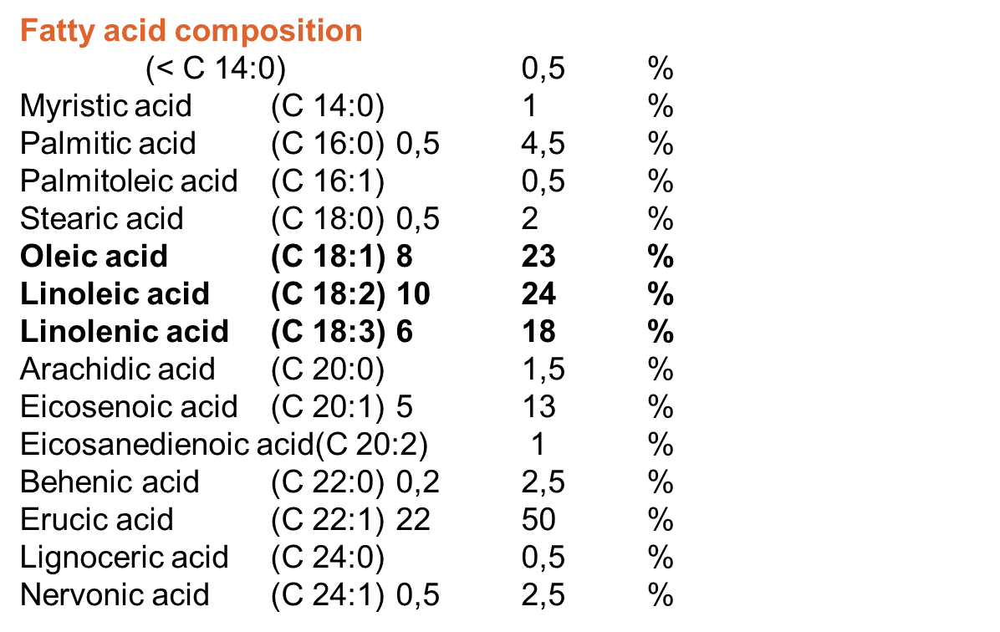 Fatty acid composition
(< C 14:0) 0,5 %
Myristic acid (C 14:0) 1 %
Palmitic acid (C 16:0) 0,5 4,5 %
Palmitoleic acid (C 16:1) 0,5 %
Stearic acid (C 18:0) 0,5 2 %
Oleic acid (C 18:1) 8 23 %
Linoleic acid (C 18:2) 10 24 %
Linolenic acid (C 18:3) 6 18 %
Arachidic acid (C 20:0) 1,5 %
Eicosenoic acid (C 20:1) 5 13 %
Eicosanedienoic acid(C 20:2) 1 %
Behenic acid (C 22:0) 0,2 2,5 %
Erucic acid (C 22:1) 22 50 %
Lignoceric acid (C 24:0) 0,5 %
Nervonic acid (C 24:1) 0,5 2,5 %